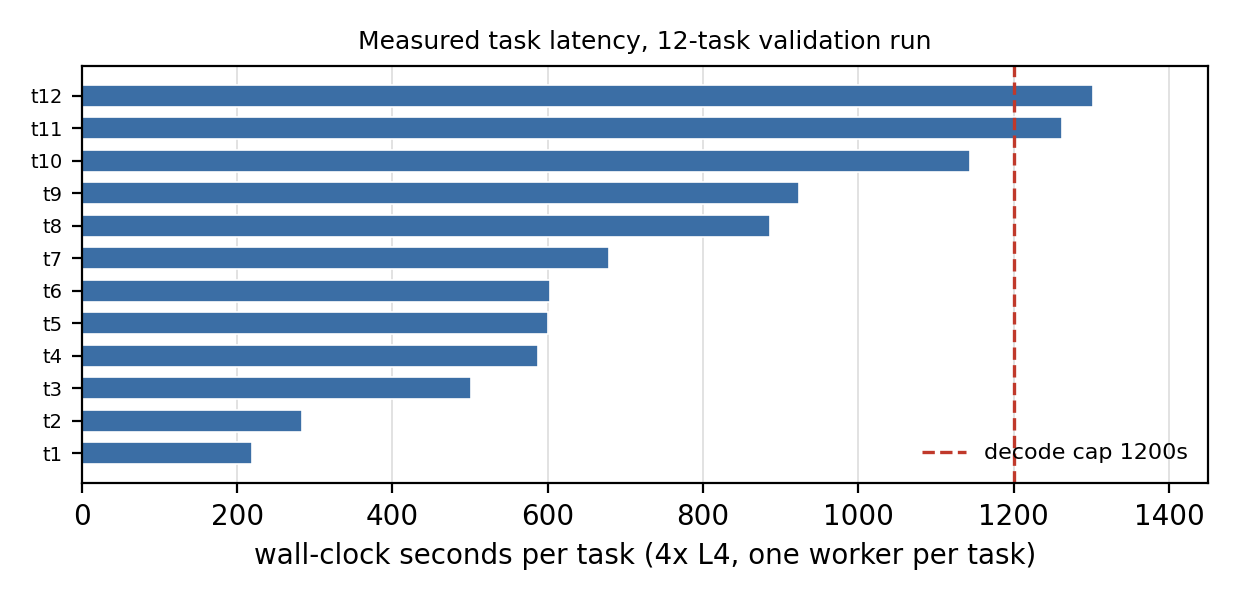 Measured task latency, 12-task validation run
t12
t11
t10
t9
t8
t7
t6
t5
t4
t3
t2
t1
decode cap 1200s
0 200 400 600 800 1000 1200 1400
wall-clock seconds per task (4x L4, one worker per task)